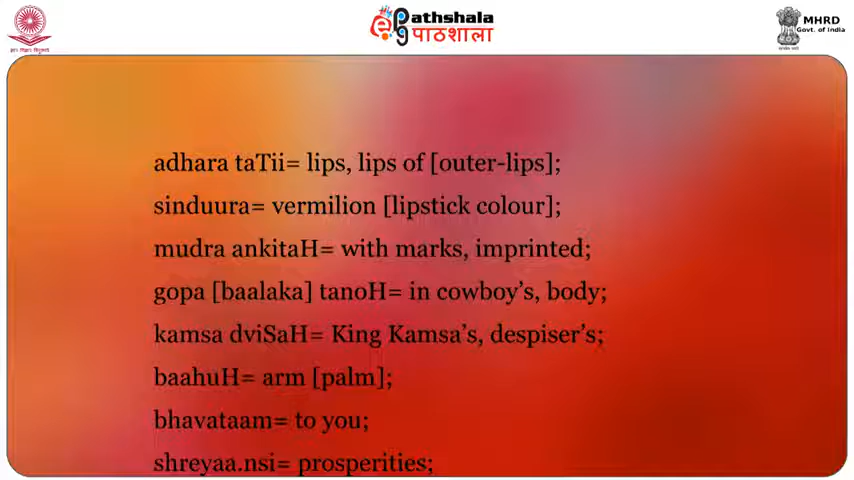 Pathshala
पाठशाला
MHRD
Govt. of India
adhara taTii= lips, lips of [outer-lips];
sinduura= vermilion [lipstick colour];
mudra ankitaH= with marks, imprinted;
gopa [baalaka] tanoH= in cowboy's, body;
kamsa dviSaH= King Kamsa's, despiser's;
baahuH= arm [palm];
bhavataam= to you;
shreyaa.nsi= prosperities;